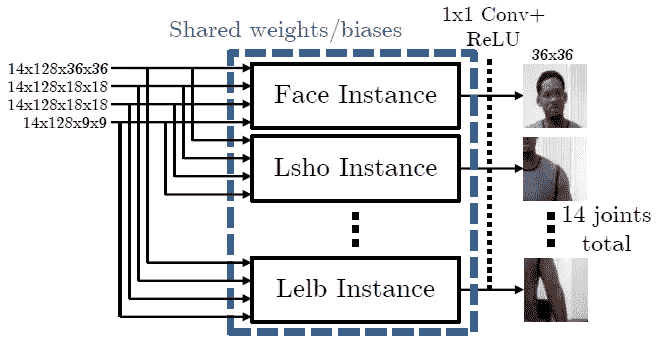 Shared weights/biases
1x1 Conv+
ReLU
36x36
14x128x36x36
14x128x18x18
14x128x18x18
14x128x9x9
Face Instance
Lsho Instance
14 joints
total
Lelb Instance